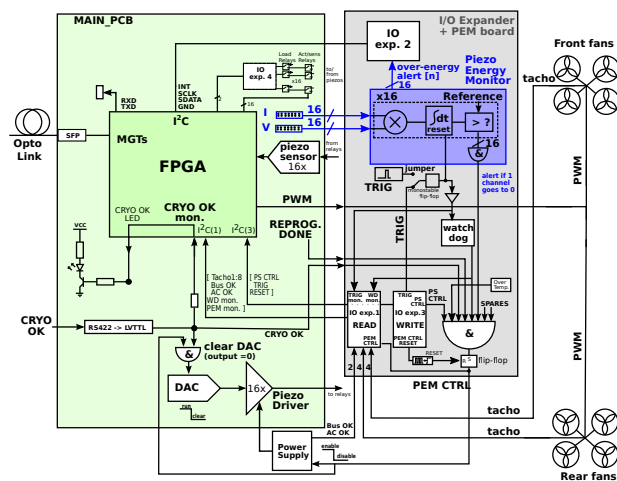 MAIN_PCB
I/O Expander
+ PEM board
IO
exp. 2
Front fans
tacho
Load
Relays
Act/sens
Relays
x16
IO
exp. 4
to/
from
piezos
INT
SCLK
SDATA
GND
2
16
over-energy
alert [n]
16
Piezo
Energy
Monitor
x16
Reference
∫dt
reset
> ?
16
&
RXD
TXD
I²C
I
16
V
16
Opto
Link
SFP
MGTs
FPGA
piezo
sensor
16x
from relays
jumper
TRIG
monostable
flip-flop
alert if 1
channel
goes to 0
CRYO OK
LED
CRYO OK
mon.
I²C(1)
I²C(3)
PWM
PWM
TRIG
REPROG.
DONE
watch
dog
VCC
[ Tacho1:8
Bus OK
AC OK
WD mon.
PEM mon. ]
[ PS CTRL
TRIG
RESET ]
Over
Temp.
SPARES
TRIG
mon.
WD
mon.
IO exp.1
READ
PEM
CTRL
TRIG
PS
CTRL
IO exp.3
WRITE
PEM CTRL
RESET
PS
CTRL
&
CRYO
OK
RS422 -> LVTTL
CRYO OK
&
clear DAC
(output =0)
2
4
4
RESET
R
S
flip-flop
PWM
DAC
16x
Piezo
Driver
to relays
PEM CTRL
run
clear
tacho
Bus OK
AC OK
tacho
Power
Supply
enable
disable
Rear fans